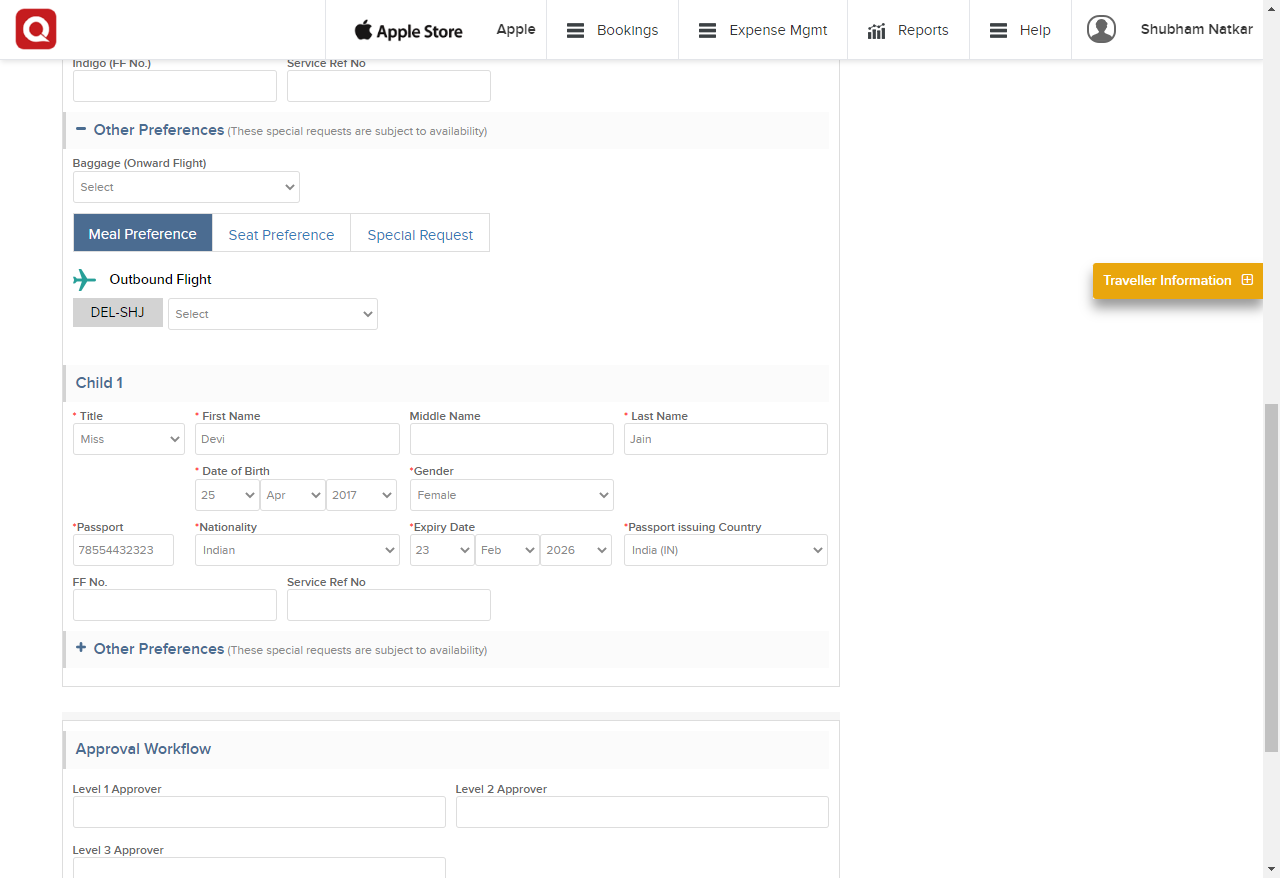 Q
Apple Store
Apple
Bookings
Expense Mgmt
Reports
Help
Shubham Natkar
Indigo (FF No.)
Service Ref No
Other Preferences (These special requests are subject to availability)
Baggage (Onward Flight)
Select
Meal Preference
Seat Preference
Special Request
Outbound Flight
Traveller Information
DEL-SHJ
Select
Child 1
* Title
* First Name
Middle Name
* Last Name
Miss
Devi
Jain
* Date of Birth
*Gender
25
Apr
2017
Female
*Passport
*Nationality
*Expiry Date
*Passport issuing Country
78554432323
Indian
23
Feb
2026
India (IN)
FF No.
Service Ref No
Other Preferences (These special requests are subject to availability)
Approval Workflow
Level 1 Approver
Level 2 Approver
Level 3 Approver